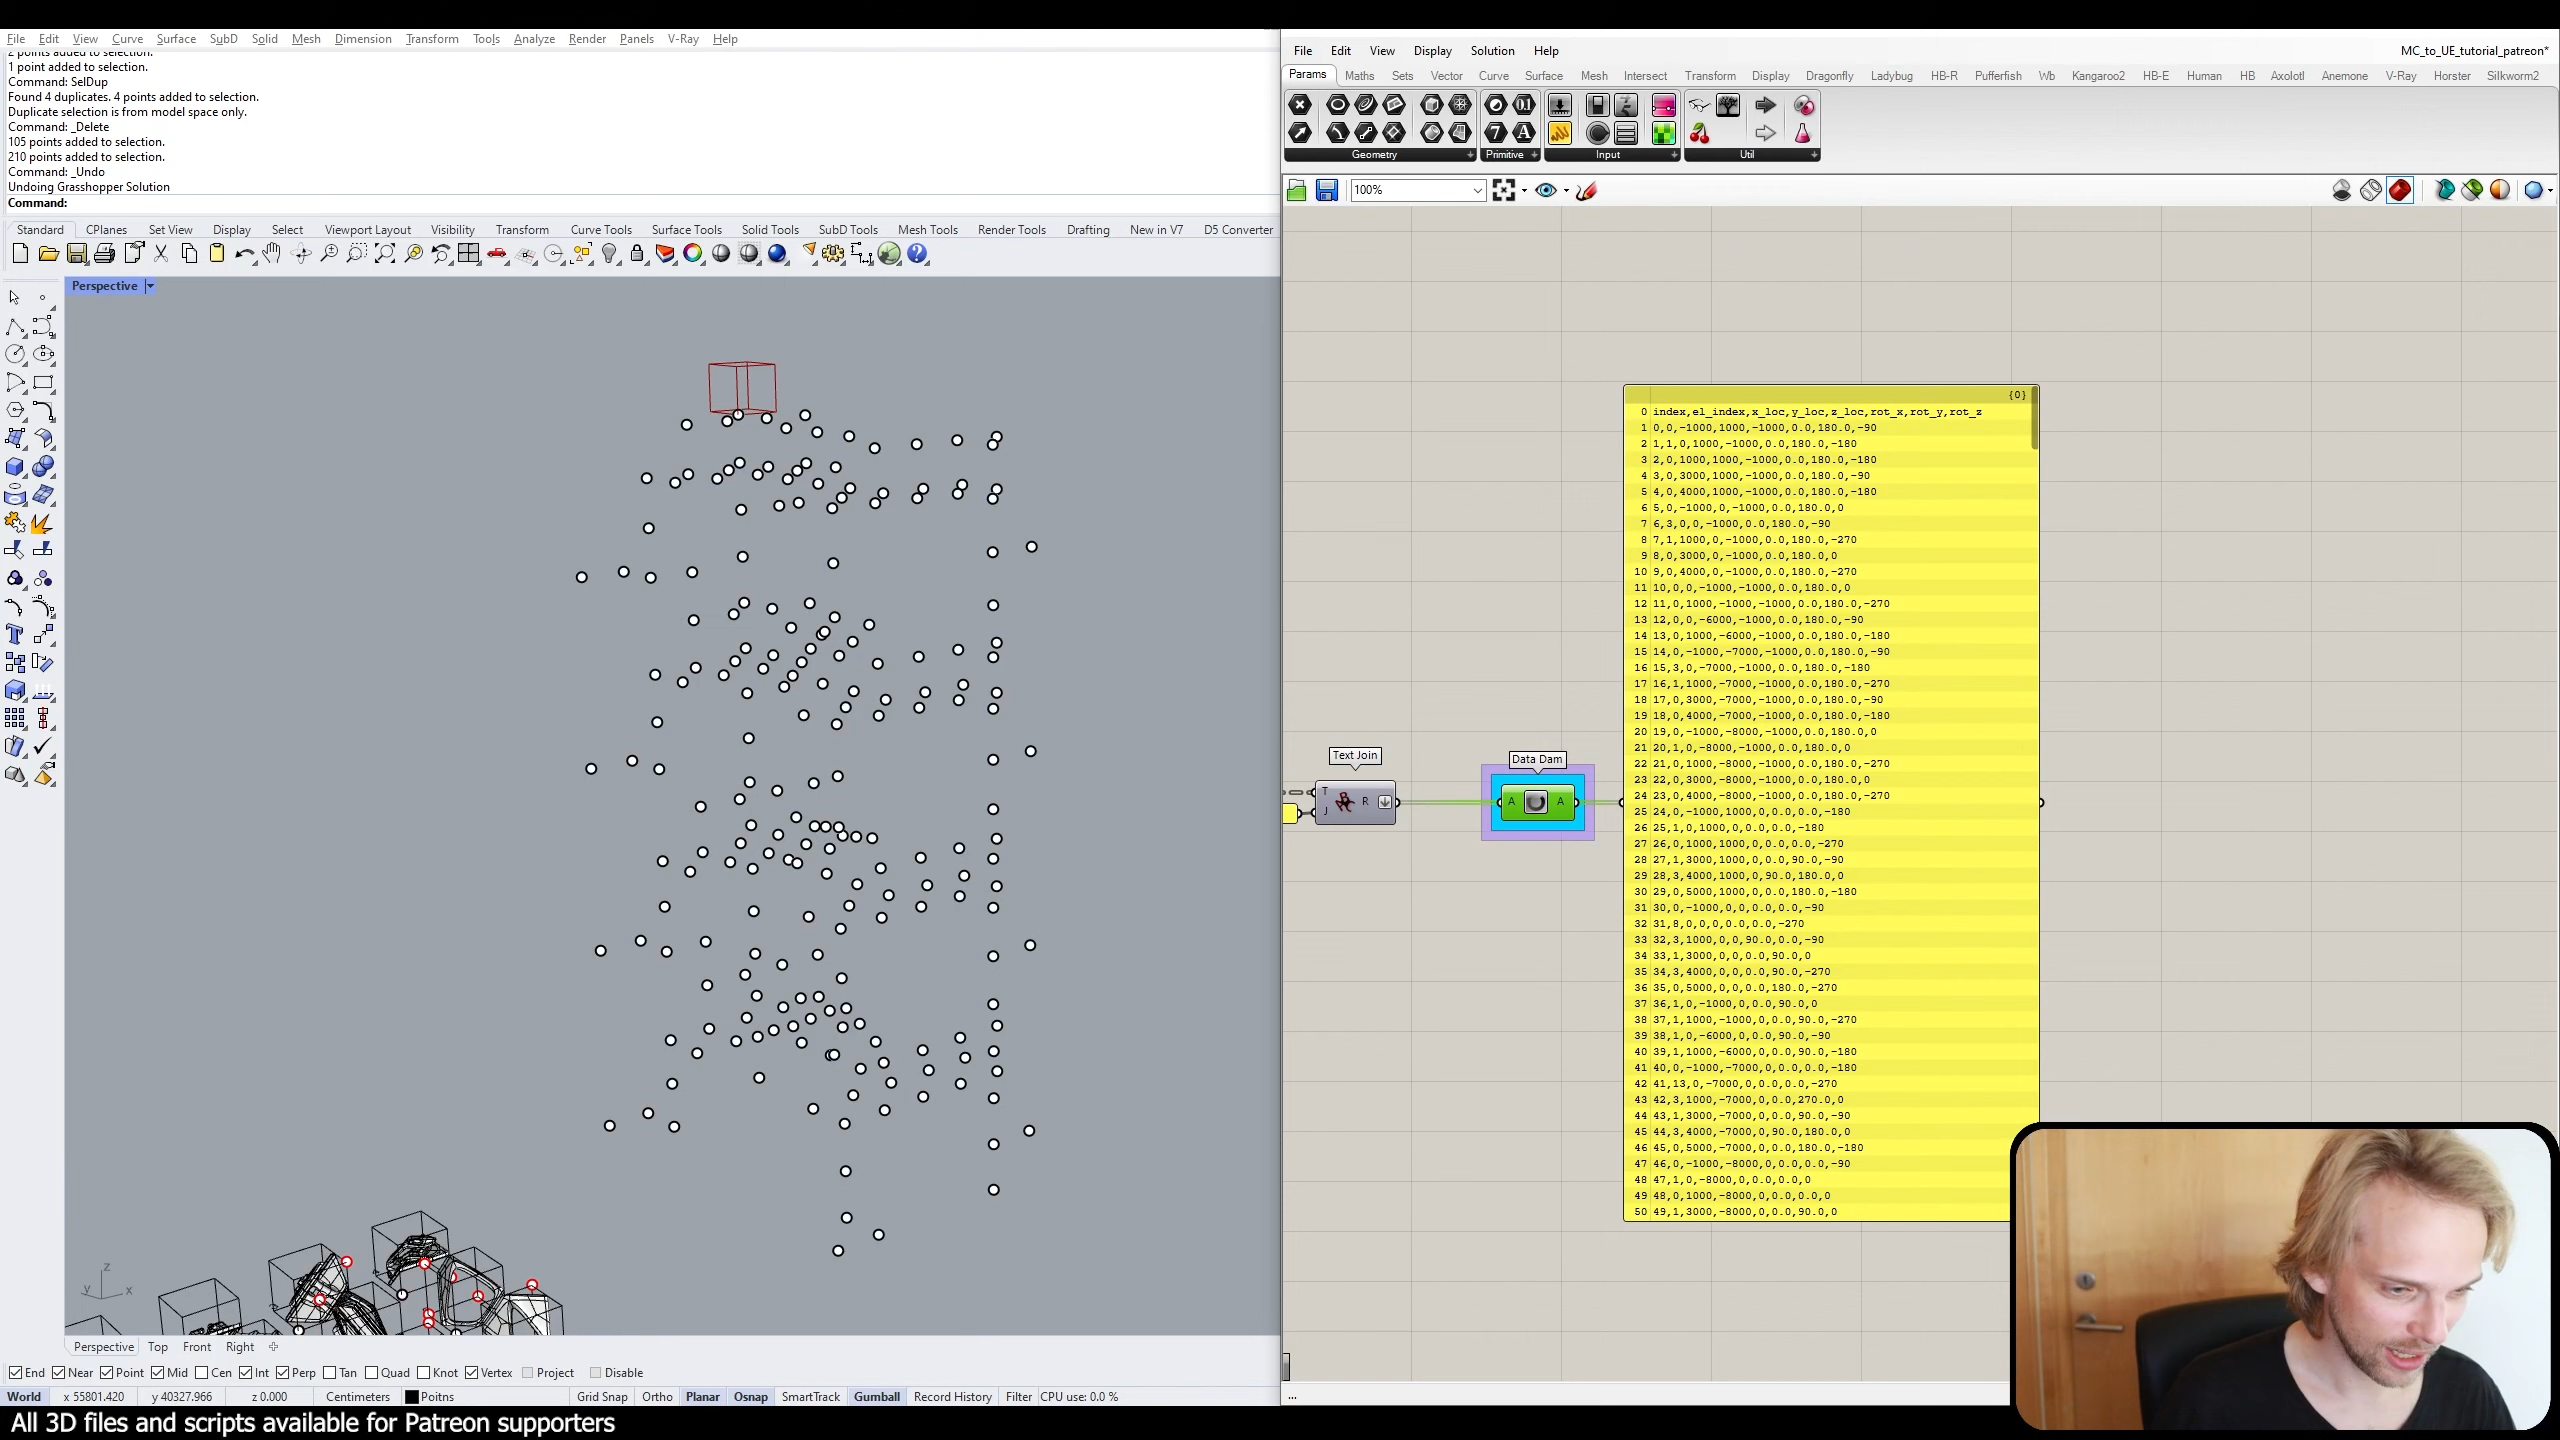 File Edit View Curve Surface SubD Solid Mesh Dimension Transform Tools Analyze Render Panels V-Ray Help
2 points added to selection.
1 point added to selection.
Command: SelDup
Found 4 duplicates. 4 points added to selection.
Duplicate selection is from model space only.
Command: _Delete
105 points added to selection.
210 points added to selection.
Command: _Undo
Undoing Grasshopper Solution
Command:
Standard CPlanes Set View Display Select Viewport Layout Visibility Transform Curve Tools Surface Tools Solid Tools SubD Tools Mesh Tools Render Tools Drafting New in V7 D5 Converter
Perspective
z
y
x
Perspective Top Front Right
End Near Point Mid Cen Int Perp Tan Quad Knot Vertex Project Disable
World x 55801.420 y 40327.966 z 0.000 Centimeters Poitns Grid Snap Ortho Planar Osnap SmartTrack Gumball Record History Filter CPU use: 0.0 %
All 3D files and scripts available for Patreon supporters
File Edit View Display Solution Help
MC_to_UE_tutorial_patreon*
Params Maths Sets Vector Curve Surface Mesh Intersect Transform Display Dragonfly Ladybug HB-R Pufferfish Wb Kangaroo2 HB-E Human HB Axolotl Anemone V-Ray Horster Silkworm2
Geometry Primitive Input Util
100%
Text Join
T
J
R
Data Dam
A A
{0}
0 index,el_index,x_loc,y_loc,z_loc,rot_x,rot_y,rot_z
1 0,0,-1000,1000,-1000,0.0,180.0,-90
2 1,1,0,1000,-1000,0.0,180.0,-180
3 2,0,1000,1000,-1000,0.0,180.0,-180
4 3,0,3000,1000,-1000,0.0,180.0,-90
5 4,0,4000,1000,-1000,0.0,180.0,-180
6 5,0,-1000,0,-1000,0.0,180.0,0
7 6,3,0,0,-1000,0.0,180.0,-90
8 7,1,1000,0,-1000,0.0,180.0,-270
9 8,0,3000,0,-1000,0.0,180.0,0
10 9,0,4000,0,-1000,0.0,180.0,-270
11 10,0,0,-1000,-1000,0.0,180.0,0
12 11,0,1000,-1000,-1000,0.0,180.0,-270
13 12,0,0,-6000,-1000,0.0,180.0,-90
14 13,0,1000,-6000,-1000,0.0,180.0,-180
15 14,0,-1000,-7000,-1000,0.0,180.0,-90
16 15,3,0,-7000,-1000,0.0,180.0,-180
17 16,1,1000,-7000,-1000,0.0,180.0,-270
18 17,0,3000,-7000,-1000,0.0,180.0,-90
19 18,0,4000,-7000,-1000,0.0,180.0,-180
20 19,0,-1000,-8000,-1000,0.0,180.0,0
21 20,1,0,-8000,-1000,0.0,180.0,0
22 21,0,1000,-8000,-1000,0.0,180.0,-270
23 22,0,3000,-8000,-1000,0.0,180.0,0
24 23,0,4000,-8000,-1000,0.0,180.0,-270
25 24,0,-1000,1000,0,0.0,0.0,-180
26 25,1,0,1000,0,0.0,0.0,-180
27 26,0,1000,1000,0,0.0,0.0,-270
28 27,1,3000,1000,0,0.0,90.0,-90
29 28,3,4000,1000,0,90.0,180.0,0
30 29,0,5000,1000,0,0.0,180.0,-180
31 30,0,-1000,0,0,0.0,0.0,-90
32 31,8,0,0,0,0.0,0.0,-270
33 32,3,1000,0,0,90.0,0.0,-90
34 33,1,3000,0,0,0.0,90.0,0
35 34,3,4000,0,0,0.0,90.0,-270
36 35,0,5000,0,0,0.0,180.0,-270
37 36,1,0,-1000,0,0.0,90.0,0
38 37,1,1000,-1000,0,0.0,90.0,-270
39 38,1,0,-6000,0,0.0,90.0,-90
40 39,1,1000,-6000,0,0.0,90.0,-180
41 40,0,-1000,-7000,0,0.0,0.0,-180
42 41,13,0,-7000,0,0.0,0.0,-270
43 42,3,1000,-7000,0,0.0,270.0,0
44 43,1,3000,-7000,0,0.0,90.0,-90
45 44,3,4000,-7000,0,90.0,180.0,0
46 45,0,5000,-7000,0,0.0,180.0,-180
47 46,0,-1000,-8000,0,0.0,0.0,-90
48 47,1,0,-8000,0,0.0,0.0,0
49 48,0,1000,-8000,0,0.0,0.0,0
50 49,1,3000,-8000,0,0.0,90.0,0
...